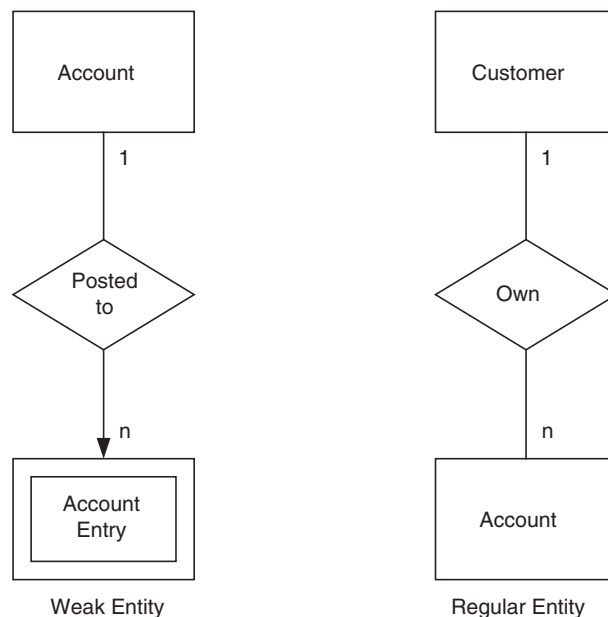 Account
1
Posted
to
n
Account
Entry
Weak Entity
Customer
1
Own
n
Account
Regular Entity